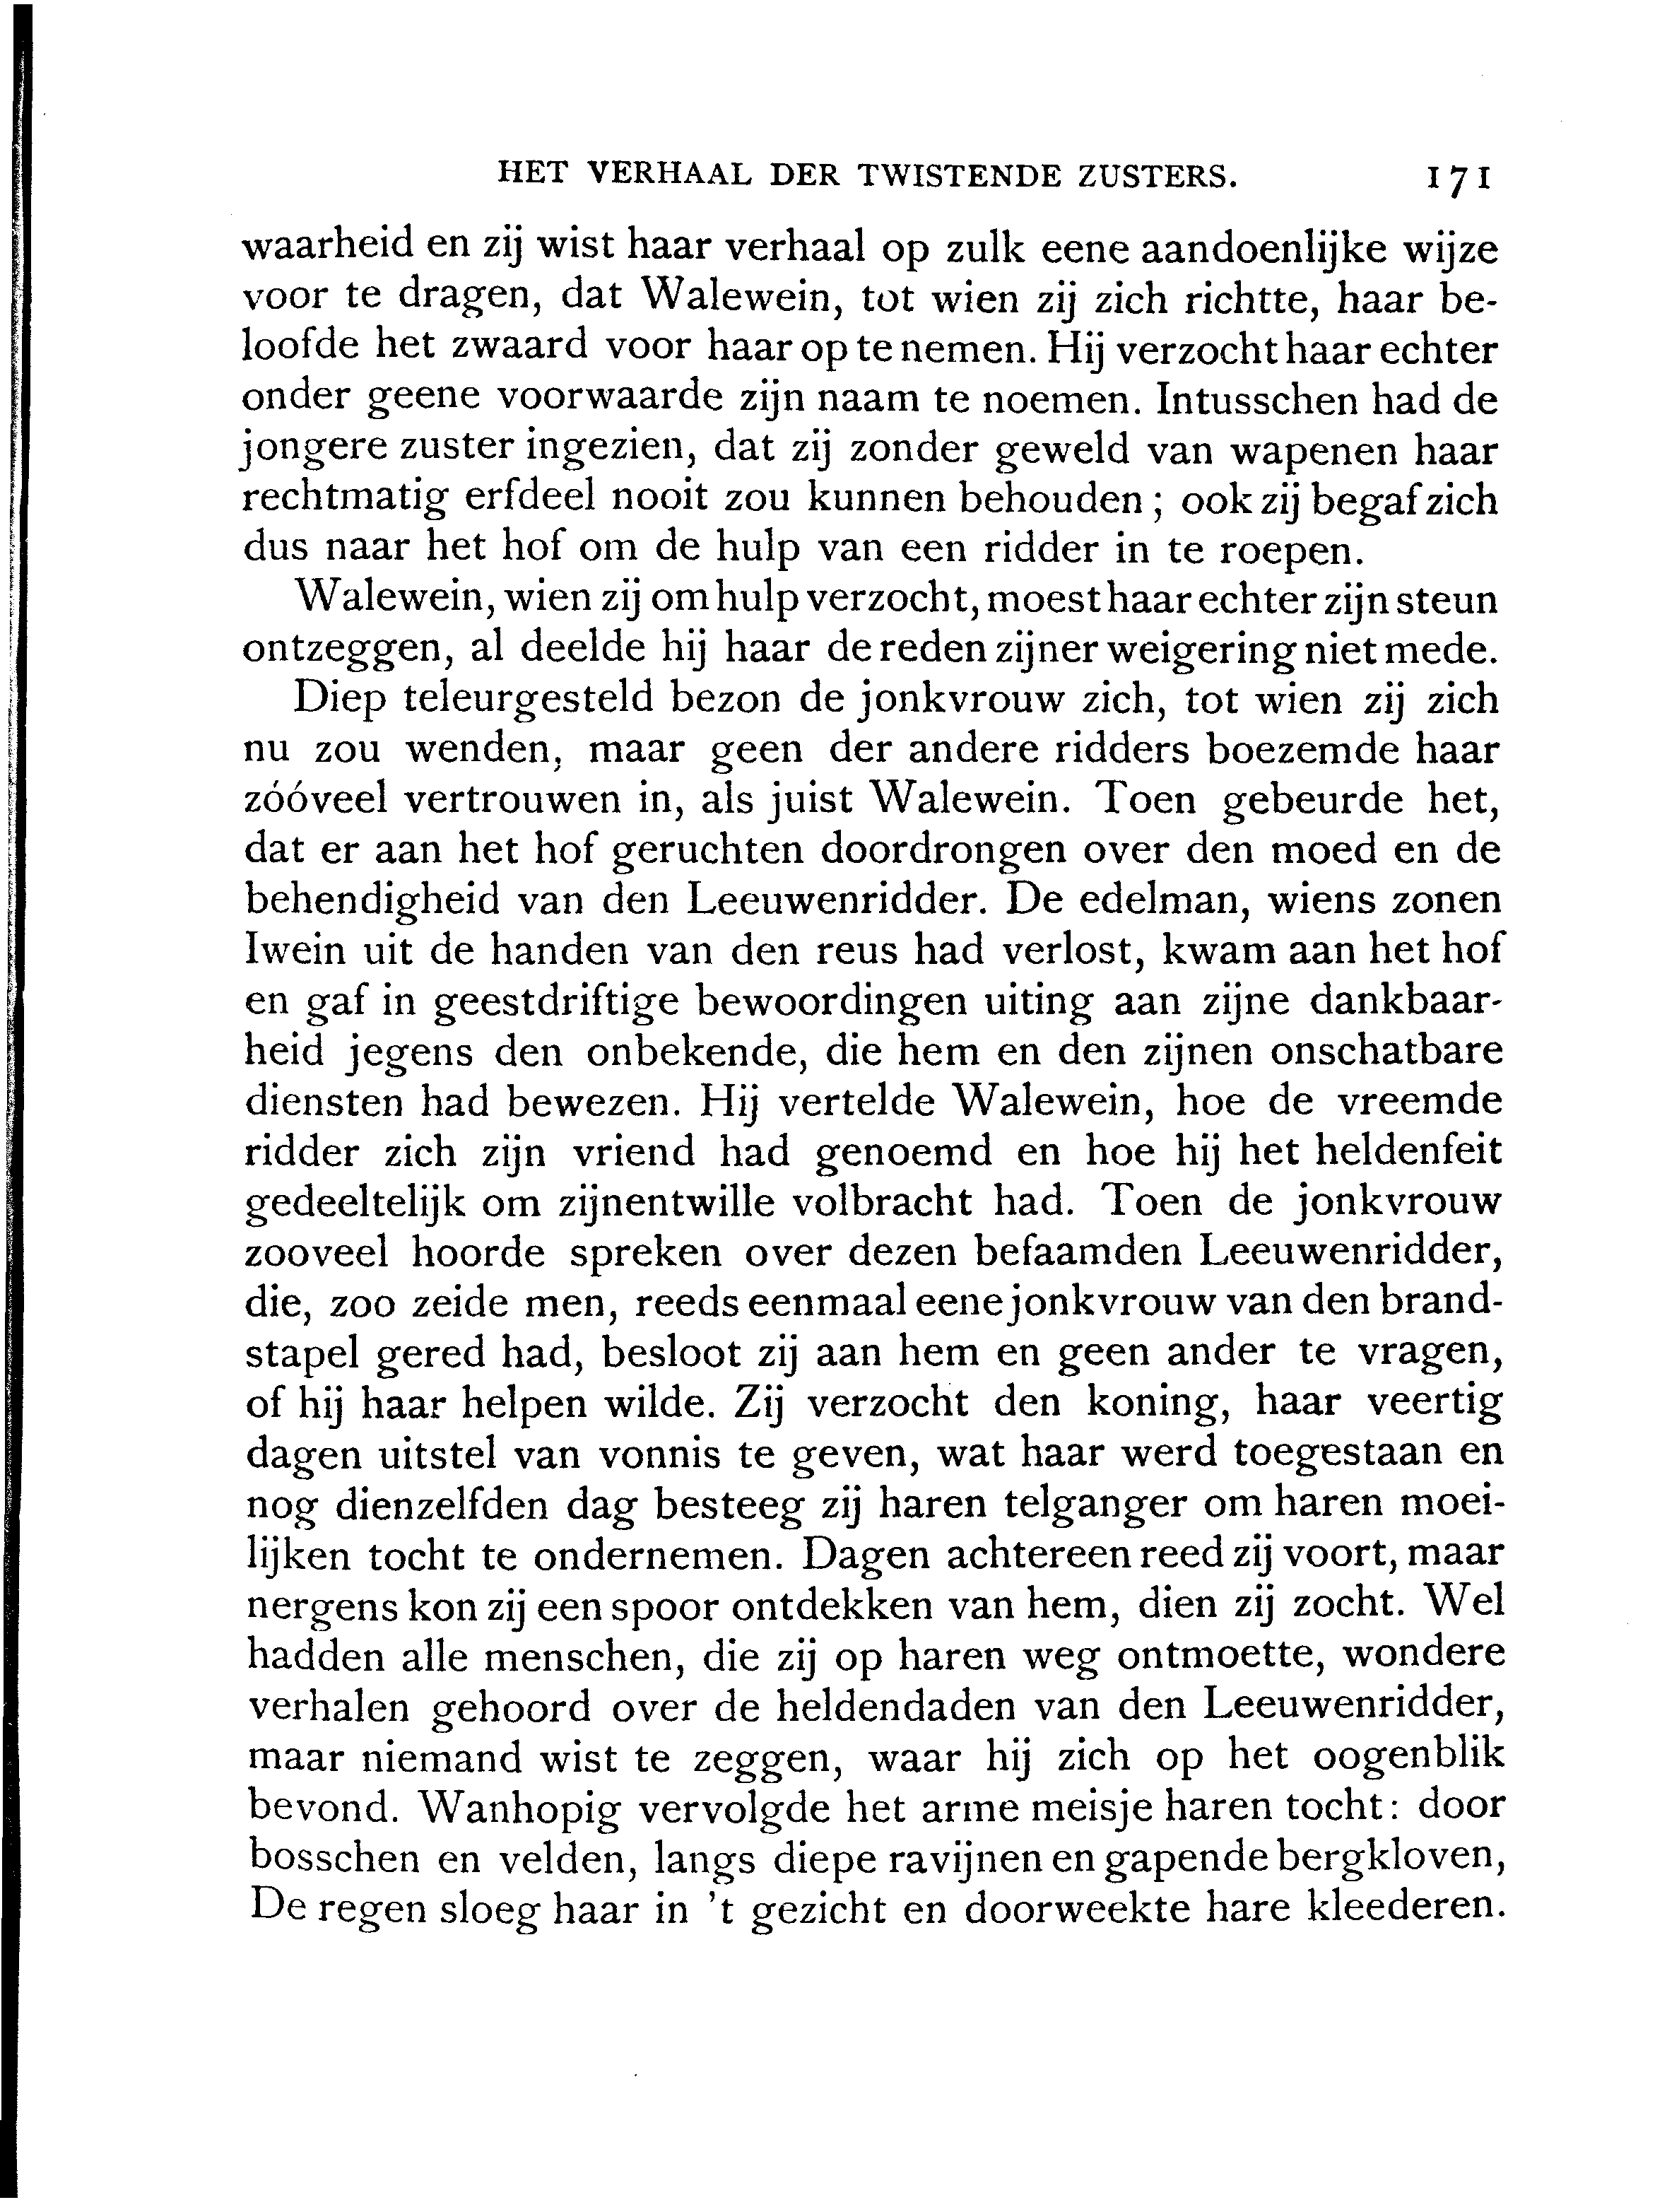 HET VERHAAL DER TWISTENDE ZUSTERS. 171
waarheid en zij wist haar verhaal op zulk eene aandoenlijke wijze
voor te dragen, dat Walewein, tot wien zij zich richtte, haar be-
loofde het zwaard voor haar op te nemen. Hij verzocht haar echter
onder geene voorwaarde zijn naam te noemen. Intusschen had de
jongere zuster ingezien, dat zij zonder geweld van wapenen haar
rechtmatig erfdeel nooit zou kunnen behouden; ook zij begaf zich
dus naar het hof om de hulp van een ridder in te roepen.
Walewein, wien zij om hulp verzocht, moest haar echter zijn steun
ontzeggen, al deelde hij haar de reden zijner weigering niet mede.
Diep teleurgesteld bezon de jonkvrouw zich, tot wien zij zich
nu zou wenden, maar geen der andere ridders boezemde haar
zóóveel vertrouwen in, als juist Walewein. Toen gebeurde het,
dat er aan het hof geruchten doordrongen over den moed en de
behendigheid van den Leeuwenridder. De edelman, wiens zonen
Iwein uit de handen van den reus had verlost, kwam aan het hof
en gaf in geestdriftige bewoordingen uiting aan zijne dankbaar-
heid jegens den onbekende, die hem en den zijnen onschatbare
diensten had bewezen. Hij vertelde Walewein, hoe de vreemde
ridder zich zijn vriend had genoemd en hoe hij het heldenfeit
gedeeltelijk om zijnentwille volbracht had. Toen de jonkvrouw
zooveel hoorde spreken over dezen befaamden Leeuwenridder,
die, zoo zeide men, reeds eenmaal eene jonkvrouw van den brand-
stapel gered had, besloot zij aan hem en geen ander te vragen,
of hij haar helpen wilde. Zij verzocht den koning, haar veertig
dagen uitstel van vonnis te geven, wat haar werd toegestaan en
nog dienzelfden dag besteeg zij haren telganger om haren moei-
lijken tocht te ondernemen. Dagen achtereen reed zij voort, maar
nergens kon zij een spoor ontdekken van hem, dien zij zocht. Wel
hadden alle menschen, die zij op haren weg ontmoette, wondere
verhalen gehoord over de heldendaden van den Leeuwenridder,
maar niemand wist te zeggen, waar hij zich op het oogenblik
bevond. Wanhopig vervolgde het arme meisje haren tocht: door
bosschen en velden, langs diepe ravijnen en gapende bergkloven,
De regen sloeg haar in 't gezicht en doorweekte hare kleederen.